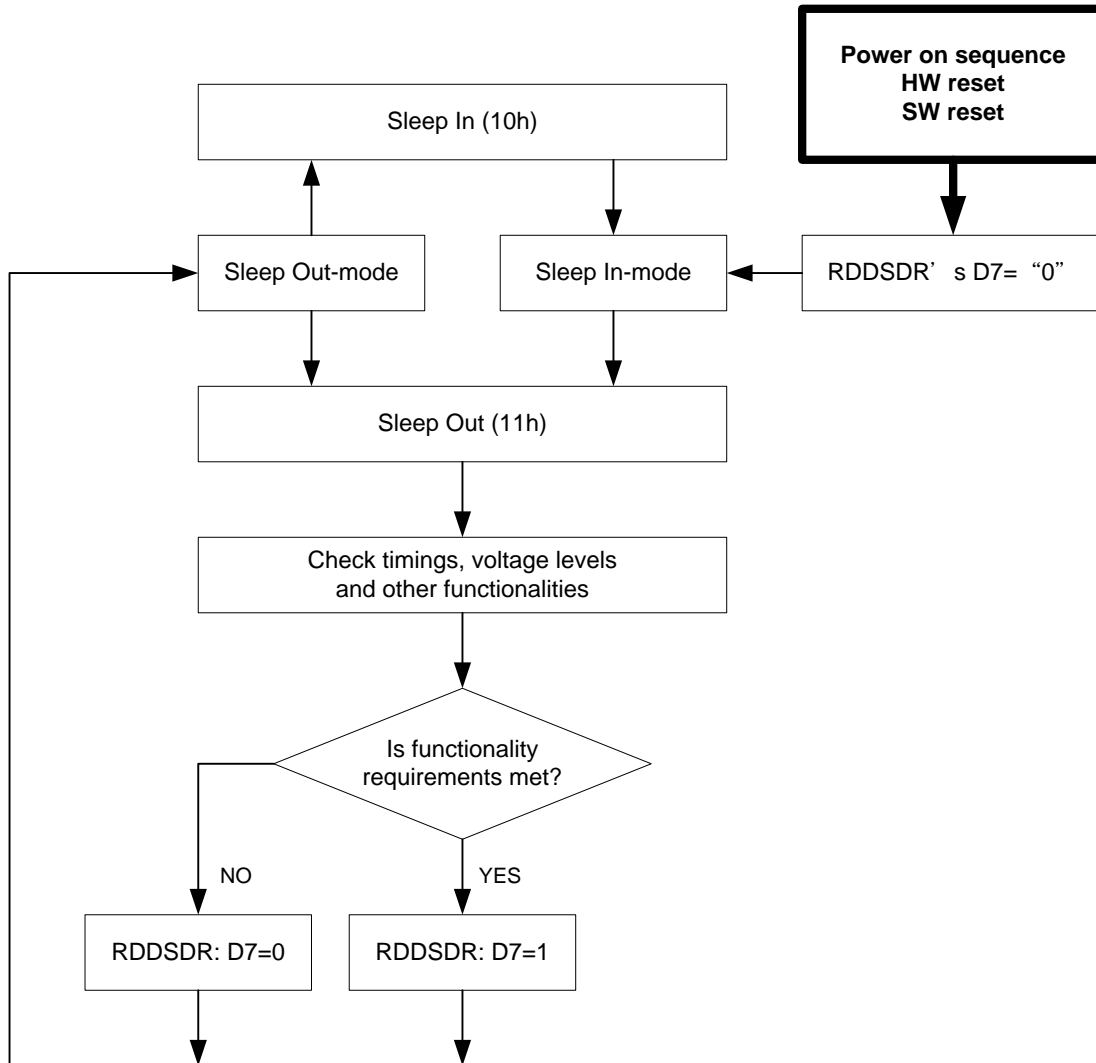 Power on sequence
HW reset
SW reset
Sleep In (10h)
Sleep Out-mode
Sleep In-mode
RDDSDR’ s D7= “0”
Sleep Out (11h)
Check timings, voltage levels
and other functionalities
Is functionality
requirements met?
NO
YES
RDDSDR: D7=0
RDDSDR: D7=1